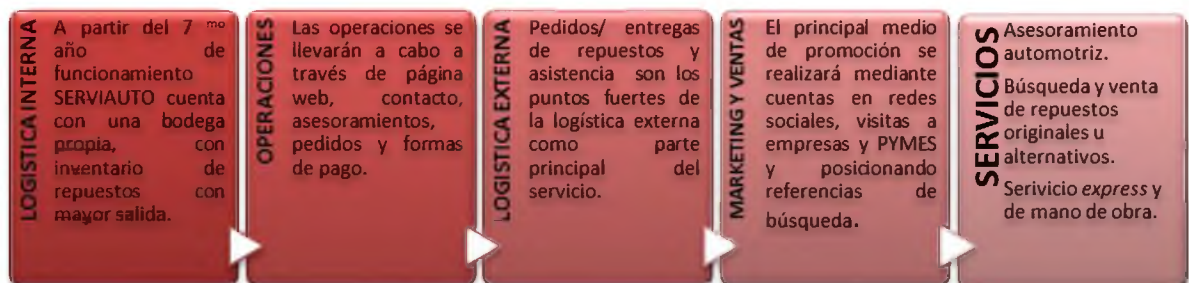 LOGISTICA INTERNA
A partir del 7 mo
año de
funcionamiento
SERVIAUTO cuenta
con una bodega
propia, con
inventario de
repuestos con
mayor salida.
OPERACIONES
Las operaciones se
llevarán a cabo a
través de página
web, contacto,
asesoramientos,
pedidos y formas
de pago.
LOGISTICA EXTERNA
Pedidos/ entregas
de repuestos y
asistencia son los
puntos fuertes de
la logística externa
como parte
principal del
servicio.
MARKETING Y VENTAS
El principal medio
de promoción se
realizará mediante
cuentas en redes
sociales, visitas a
empresas y PYMES
y posicionando
referencias de
búsqueda.
SERVICIOS
Asesoramiento
automotriz.
Búsqueda y venta
de repuestos
originales u
alternativos.
Serivicio express y
de mano de obra.